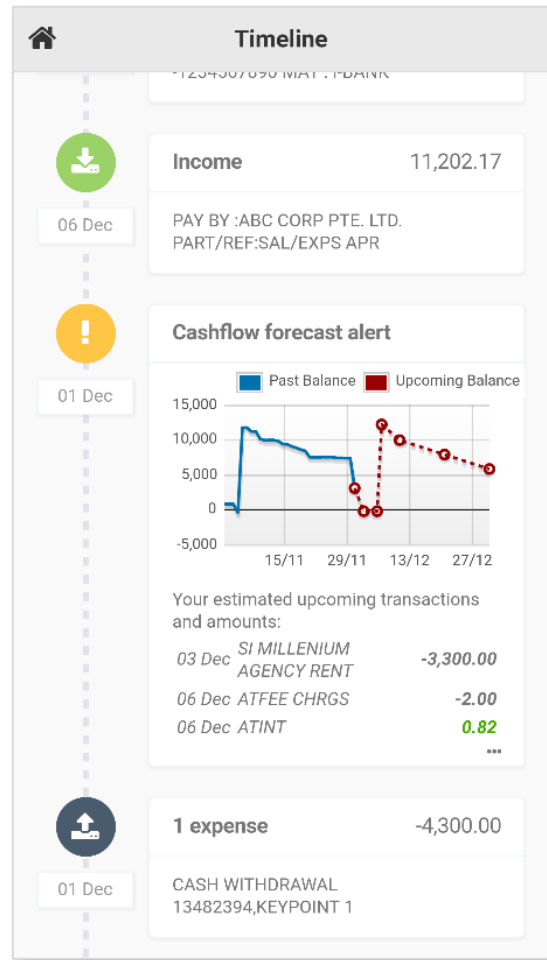 Timeline
-1234567890 MAY : I-BANK
Income 11,202.17
06 Dec
PAY BY :ABC CORP PTE. LTD.
PART/REF:SAL/EXPS APR
Cashflow forecast alert
01 Dec
Past Balance Upcoming Balance
15,000
10,000
5,000
0
-5,000
15/11 29/11 13/12 27/12
Your estimated upcoming transactions
and amounts:
03 Dec SI MILLENIUM
AGENCY RENT -3,300.00
06 Dec ATFEE CHRGS -2.00
06 Dec ATINT 0.82
1 expense -4,300.00
01 Dec
CASH WITHDRAWAL
13482394,KEYPOINT 1